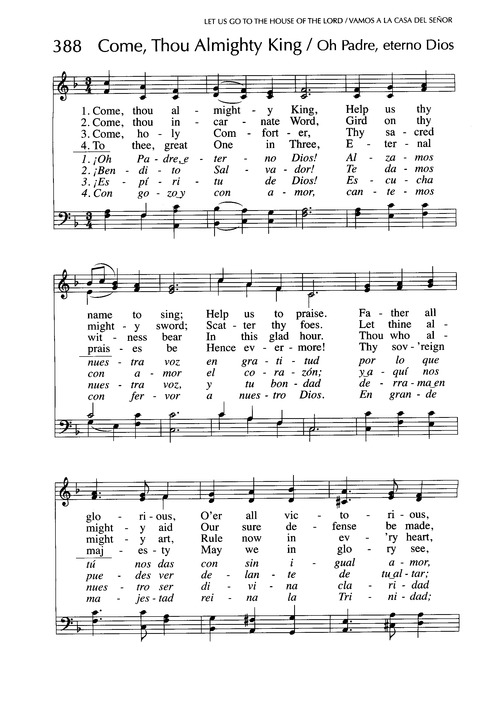 LET US GO TO THE HOUSE OF THE LORD / VAMOS A LA CASA DEL SEÑOR
388 Come, Thou Almighty King / Oh Padre, eterno Dios
1. Come, thou al - might - y King, Help us thy
2. Come, thou in - car - nate Word, Gird on thy
3. Come, ho - ly Com - fort - er, Thy sa - cred
4. To thee, great One in Three, E - ter - nal
1. ¡Oh Pa - dre, e - ter - no Dios! Al - za - mos
2. ¡Ben - di - to Sal - va - dor! Te da - mos
3. ¡Es - pí - ri - tu de Dios! Es - cu - cha
4. Con go - zo y con a - mor, can - te - mos
name to sing; Help us to praise. Fa - ther all
might - y sword; Scat - ter thy foes. Let thine al -
wit - ness bear In this glad hour. Thou who al -
prais - es be Hence ev - er - more! Thy sov - 'reign
nues - tra voz en gra - ti - tud por lo que
con a - mor el co - ra - zón; y a - quí nos
nues - tra voz, y tu bon - dad de - rra - ma en
con fer - vor a nues - tro Dios. En gran - de
glo - ri - ous, O'er all vic - to - ri - ous,
might - y aid Our sure de - fense be made,
might - y art, Rule now in ev - 'ry heart,
maj - es - ty May we in glo - ry see,
tú nos das con sin i - gual a - mor,
pue - des ver de - lan - te de tu al - tar;
nues - tro ser di - vi - na cla - ri - dad
ma - jes - tad rei - na la Tri - ni - dad;